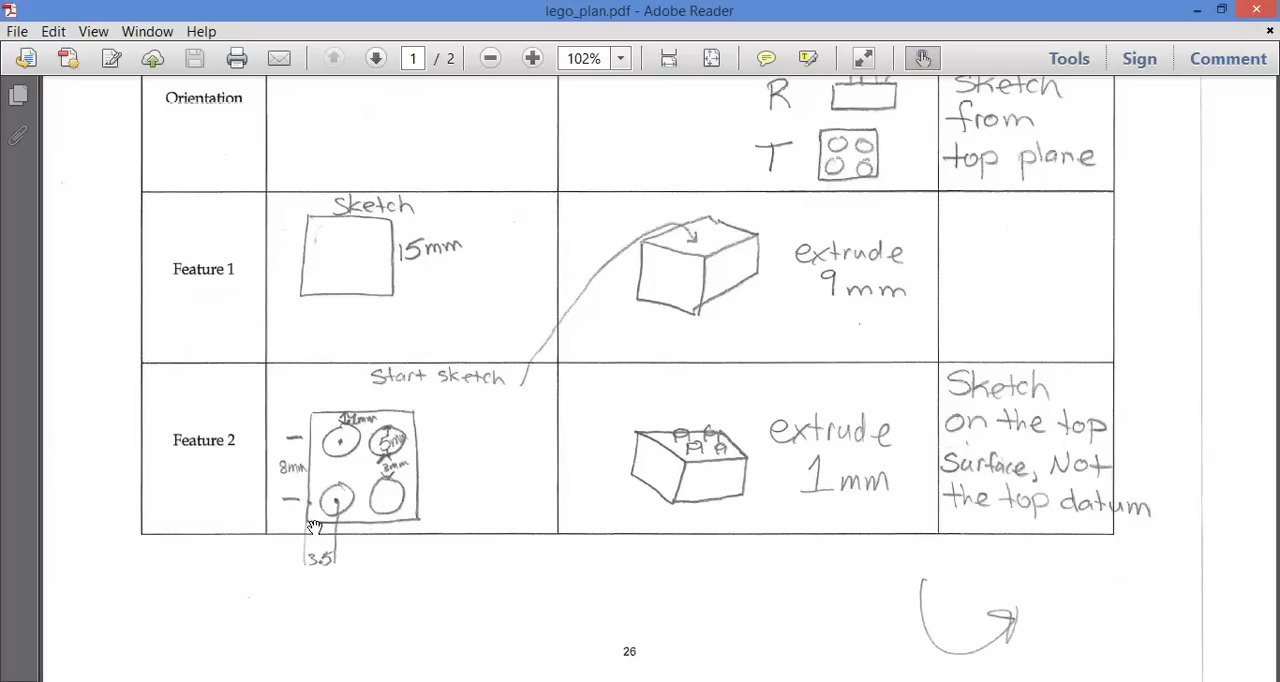 lego_plan.pdf - Adobe Reader
File Edit View Window Help
1 / 2 102% Tools Sign Comment
Orientation
R
T
Sketch
from
top plane
Feature 1
Sketch
15mm
extrude
9mm
Feature 2
Start sketch
5mm
8mm
3mm
3.5
extrude
1mm
Sketch
on the top
surface, Not
the top datum
26